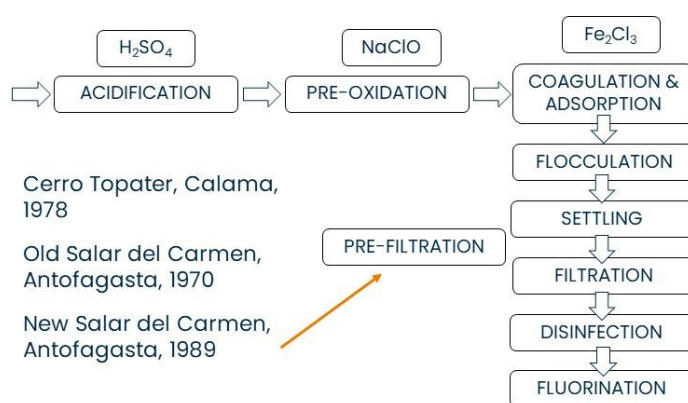 H₂SO₄
NaClO
Fe₂Cl₃
ACIDIFICATION
PRE-OXIDATION
COAGULATION &
ADSORPTION
FLOCCULATION
Cerro Topater, Calama,
1978
SETTLING
PRE-FILTRATION
Old Salar del Carmen,
Antofagasta, 1970
FILTRATION
New Salar del Carmen,
Antofagasta, 1989
DISINFECTION
FLUORINATION